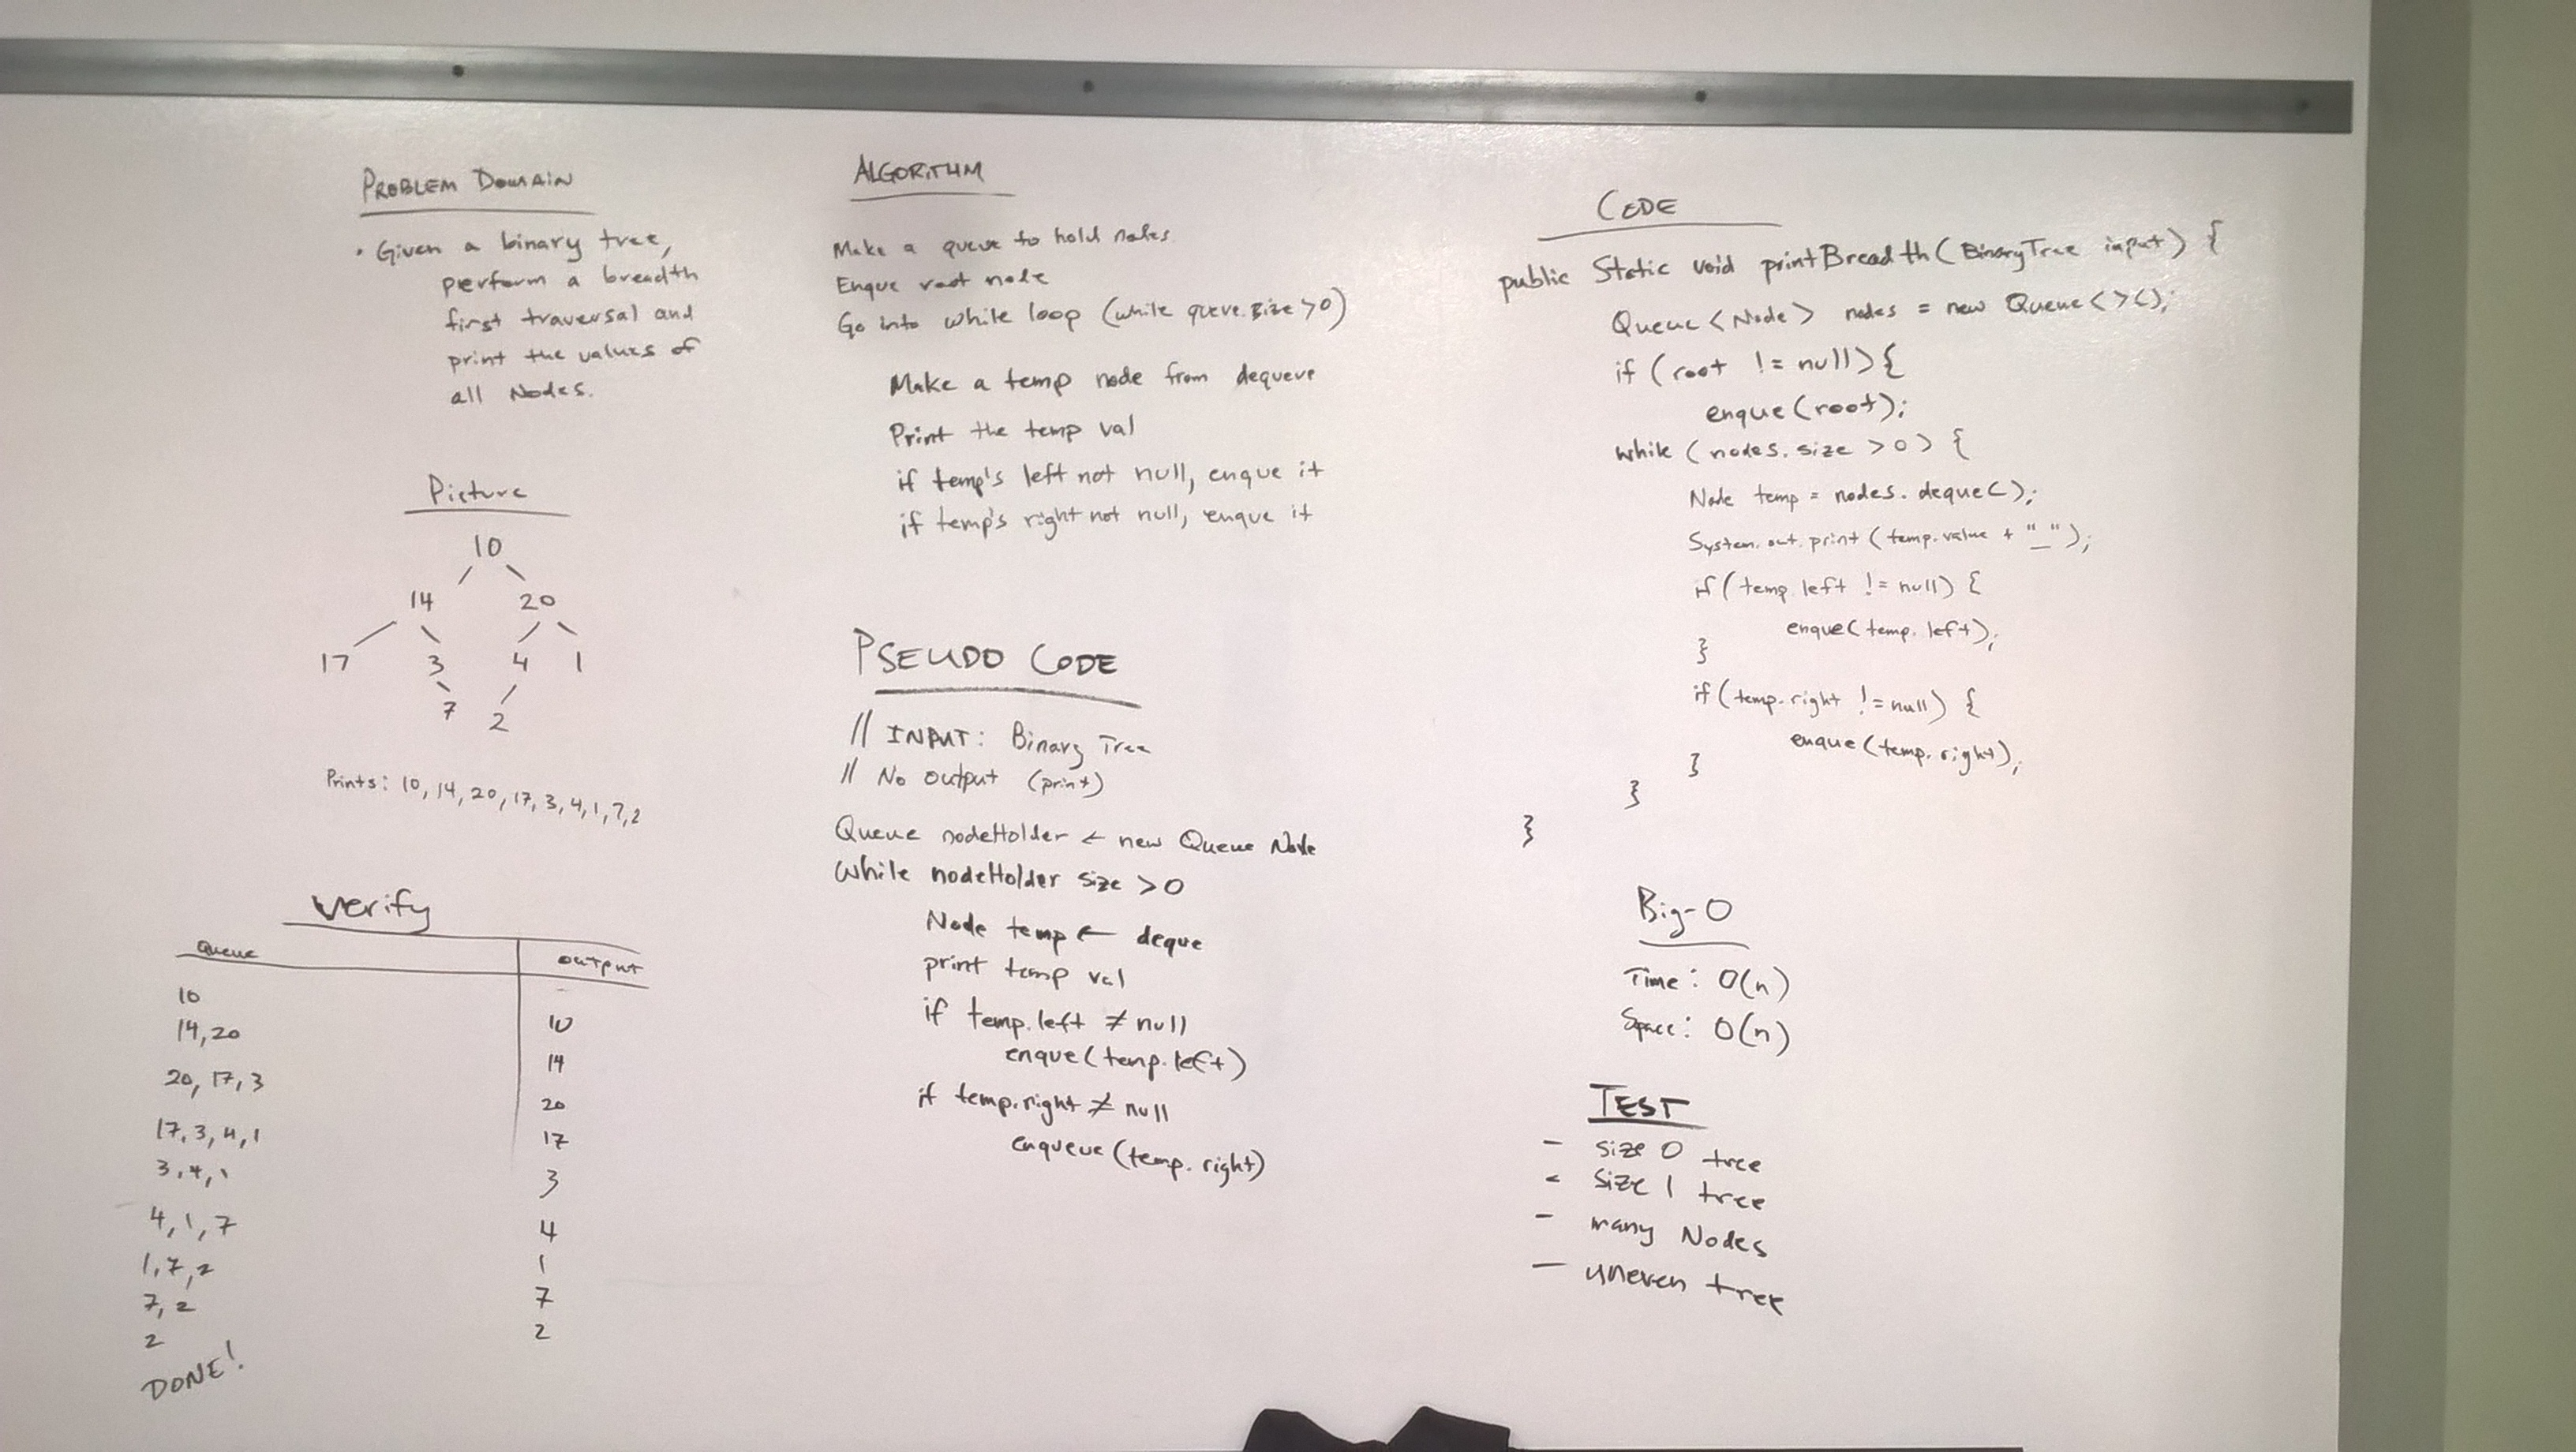 PROBLEM DOMAIN
• Given a binary tree,
perform a breadth
first traversal and
print the values of
all Nodes.
Picture
10
14 20
17 3 4 1
7 2
Prints: 10, 14, 20, 17, 3, 4, 1, 7, 2
Verify
Queue output
10
14, 20 10
20, 17, 3 14
17, 3, 4, 1 20
3, 4, 1 17
4, 1, 7 3
1, 7, 2 4
7, 2 1
2 7
DONE! 2
ALGORITHM
Make a queue to hold nodes
Enque root node
Go into while loop (while queue.size >0)
Make a temp node from dequeue
Print the temp val
if temp's left not null, enque it
if temp's right not null, enque it
PSEUDO CODE
// INPUT: Binary Tree
// No output (print)
Queue nodeHolder ← new Queue Node
While nodeHolder size >0
Node temp ← deque
print temp val
if temp.left ≠ null
enque(temp.left)
if temp.right ≠ null
enqueue(temp.right)
CODE
public Static void printBreadth(BinaryTree input) {
Queue<Node> nodes = new Queue<>();
if (root != null) {
enque(root);
while (nodes.size >0) {
Node temp = nodes.deque();
System.out.print(temp.value + "_");
if (temp.left != null) {
enque(temp.left);
}
if (temp.right != null) {
enque(temp.right);
}
}
}
Big-O
Time: O(n)
Space: O(n)
TEST
- size 0 tree
- size 1 tree
- many Nodes
- uneven tree